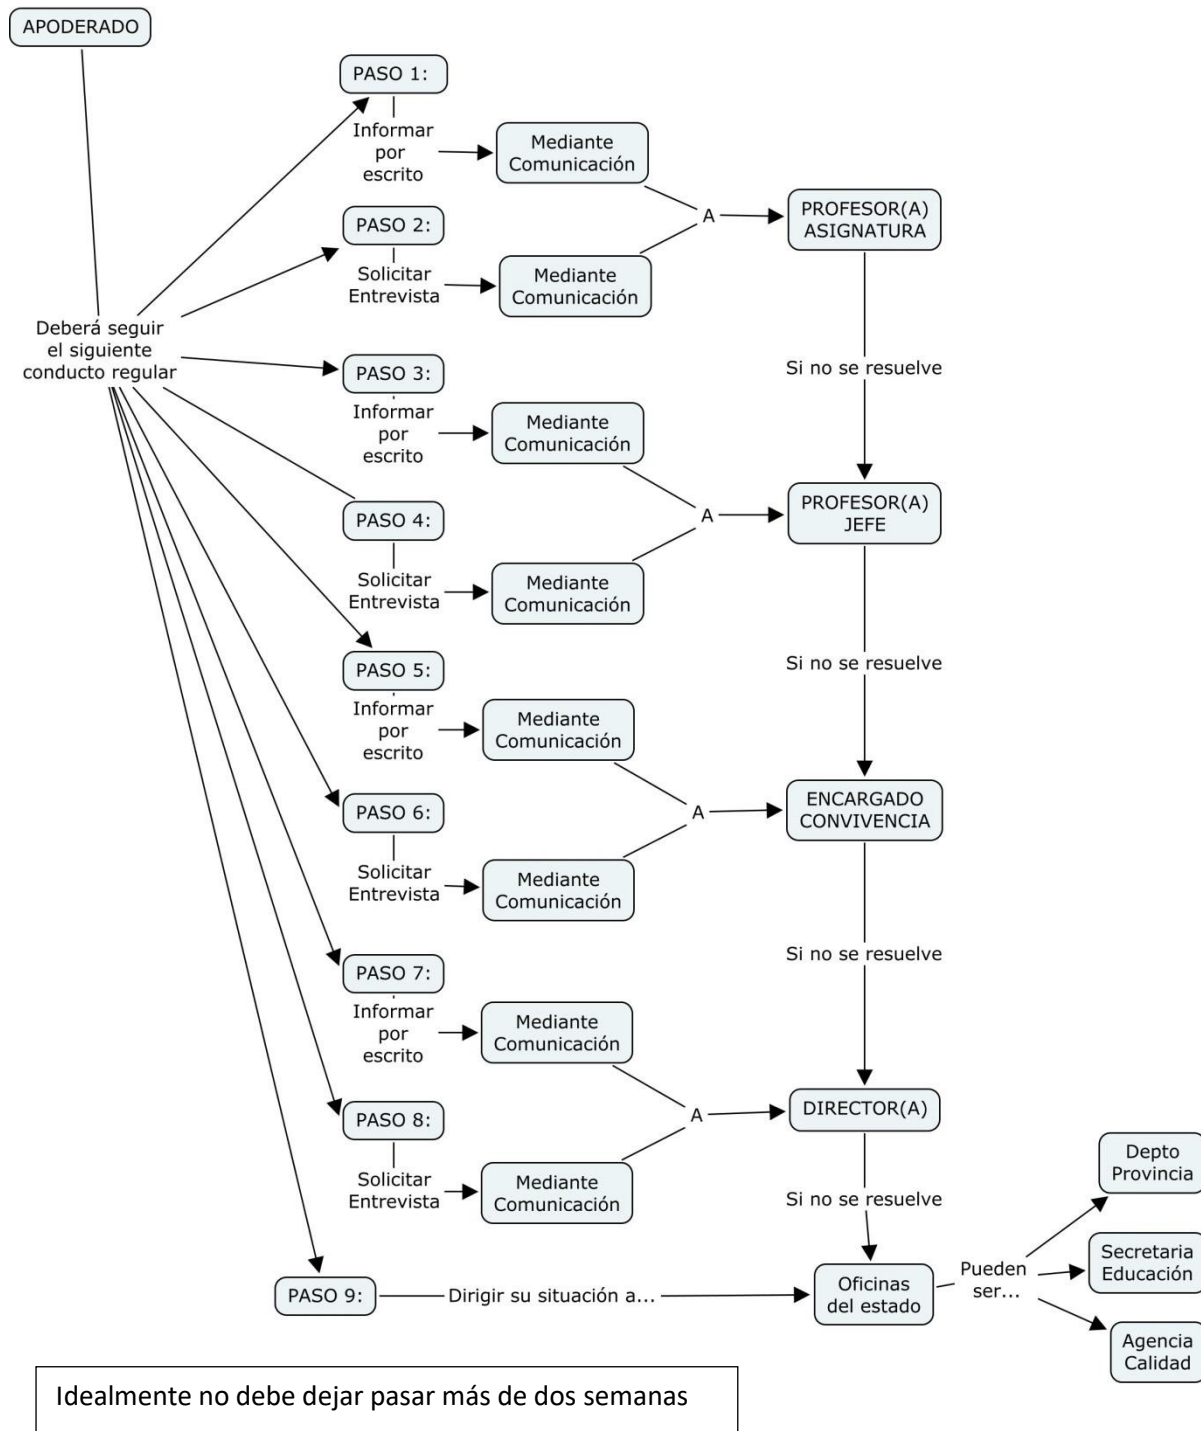 APODERADO
PASO 1:
Informar
por
escrito
Mediante
Comunicación
A
PROFESOR(A)
ASIGNATURA
PASO 2:
Solicitar
Entrevista
Mediante
Comunicación
Deberá seguir
el siguiente
conducto regular
Si no se resuelve
PASO 3:
Informar
por
escrito
Mediante
Comunicación
A
PROFESOR(A)
JEFE
PASO 4:
Solicitar
Entrevista
Mediante
Comunicación
Si no se resuelve
PASO 5:
Informar
por
escrito
Mediante
Comunicación
A
ENCARGADO
CONVIVENCIA
PASO 6:
Solicitar
Entrevista
Mediante
Comunicación
Si no se resuelve
PASO 7:
Informar
por
escrito
Mediante
Comunicación
A
DIRECTOR(A)
PASO 8:
Solicitar
Entrevista
Mediante
Comunicación
Si no se resuelve
PASO 9:
Dirigir su situación a...
Oficinas
del estado
Pueden
ser...
Depto
Provincia
Secretaria
Educación
Agencia
Calidad
Idealmente no debe dejar pasar más de dos semanas